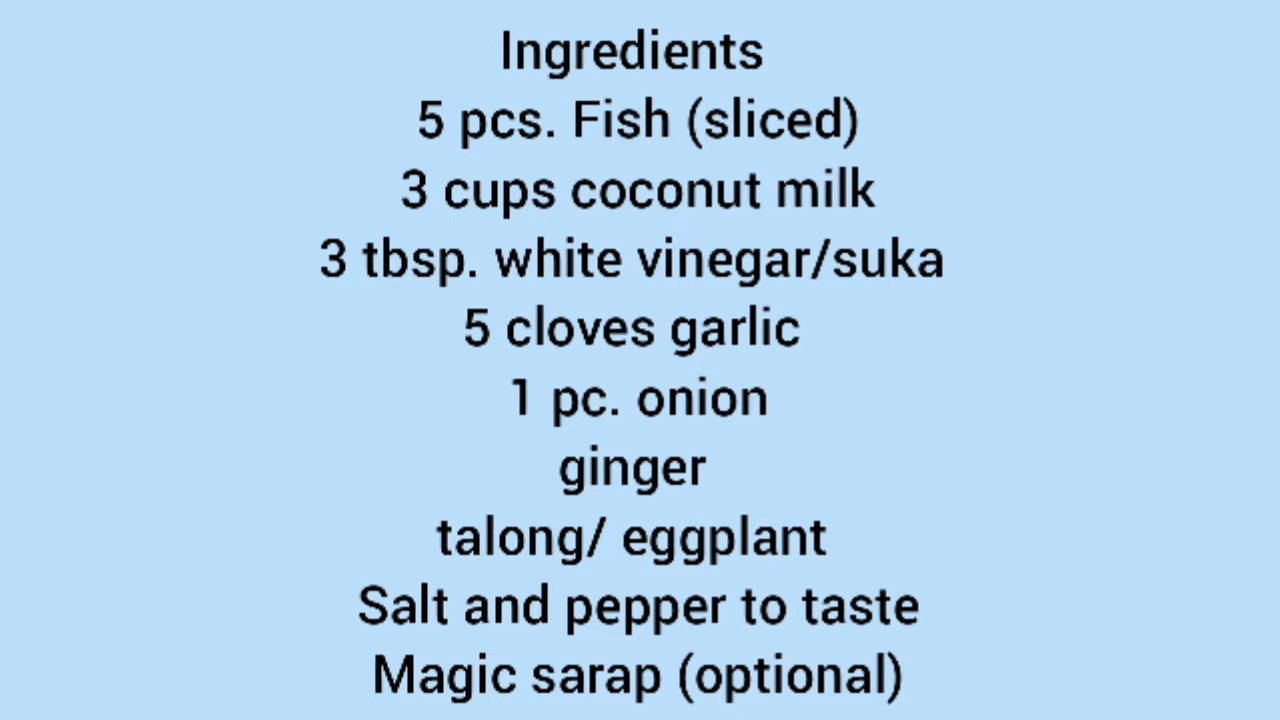 Ingredients
5 pcs. Fish (sliced)
3 cups coconut milk
3 tbsp. white vinegar/suka
5 cloves garlic
1 pc. onion
ginger
talong/ eggplant
Salt and pepper to taste
Magic sarap (optional)